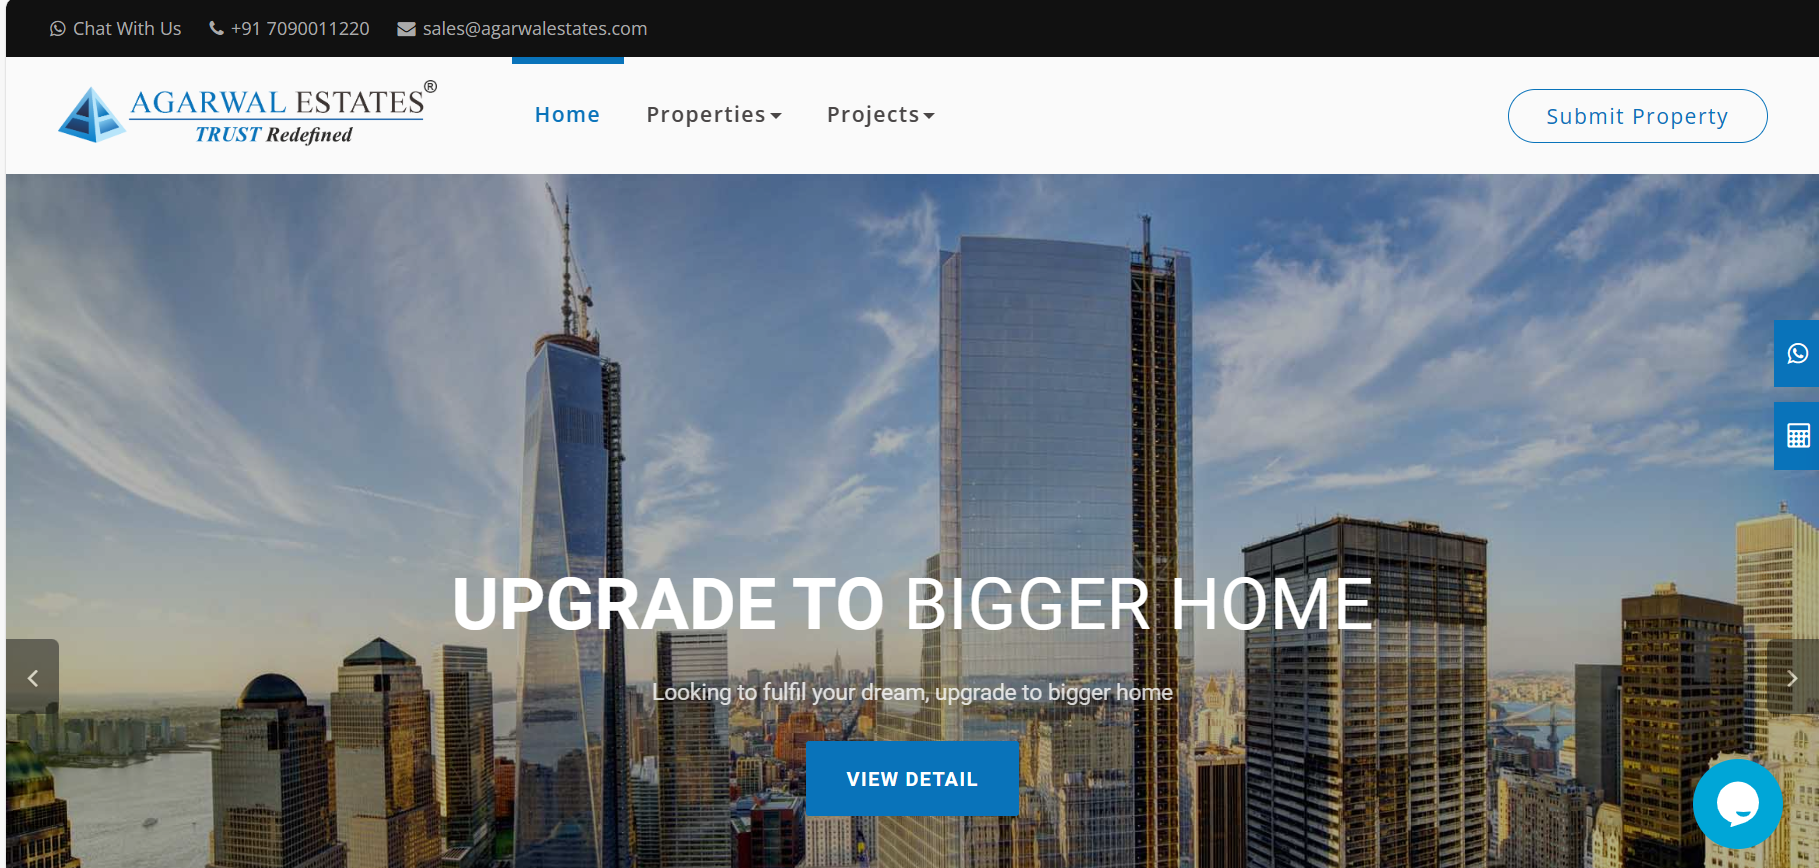 Chat With Us +91 7090011220 sales@agarwalestates.com
AGARWAL ESTATES®
TRUST Redefined
Home Properties Projects
Submit Property
UPGRADE TO BIGGER HOME
Looking to fulfil your dream, upgrade to bigger home
VIEW DETAIL